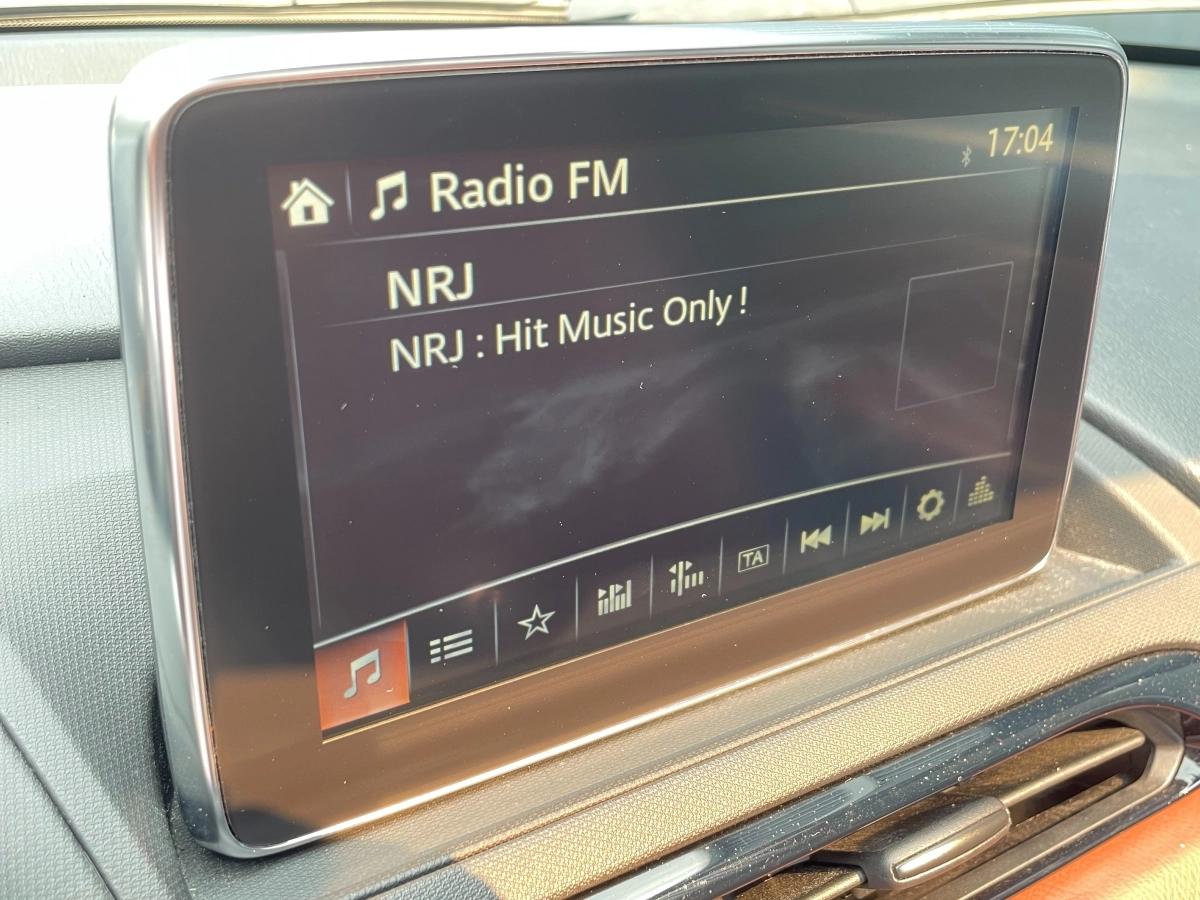 Radio FM
17:04
NRJ
NRJ : Hit Music Only !
TA